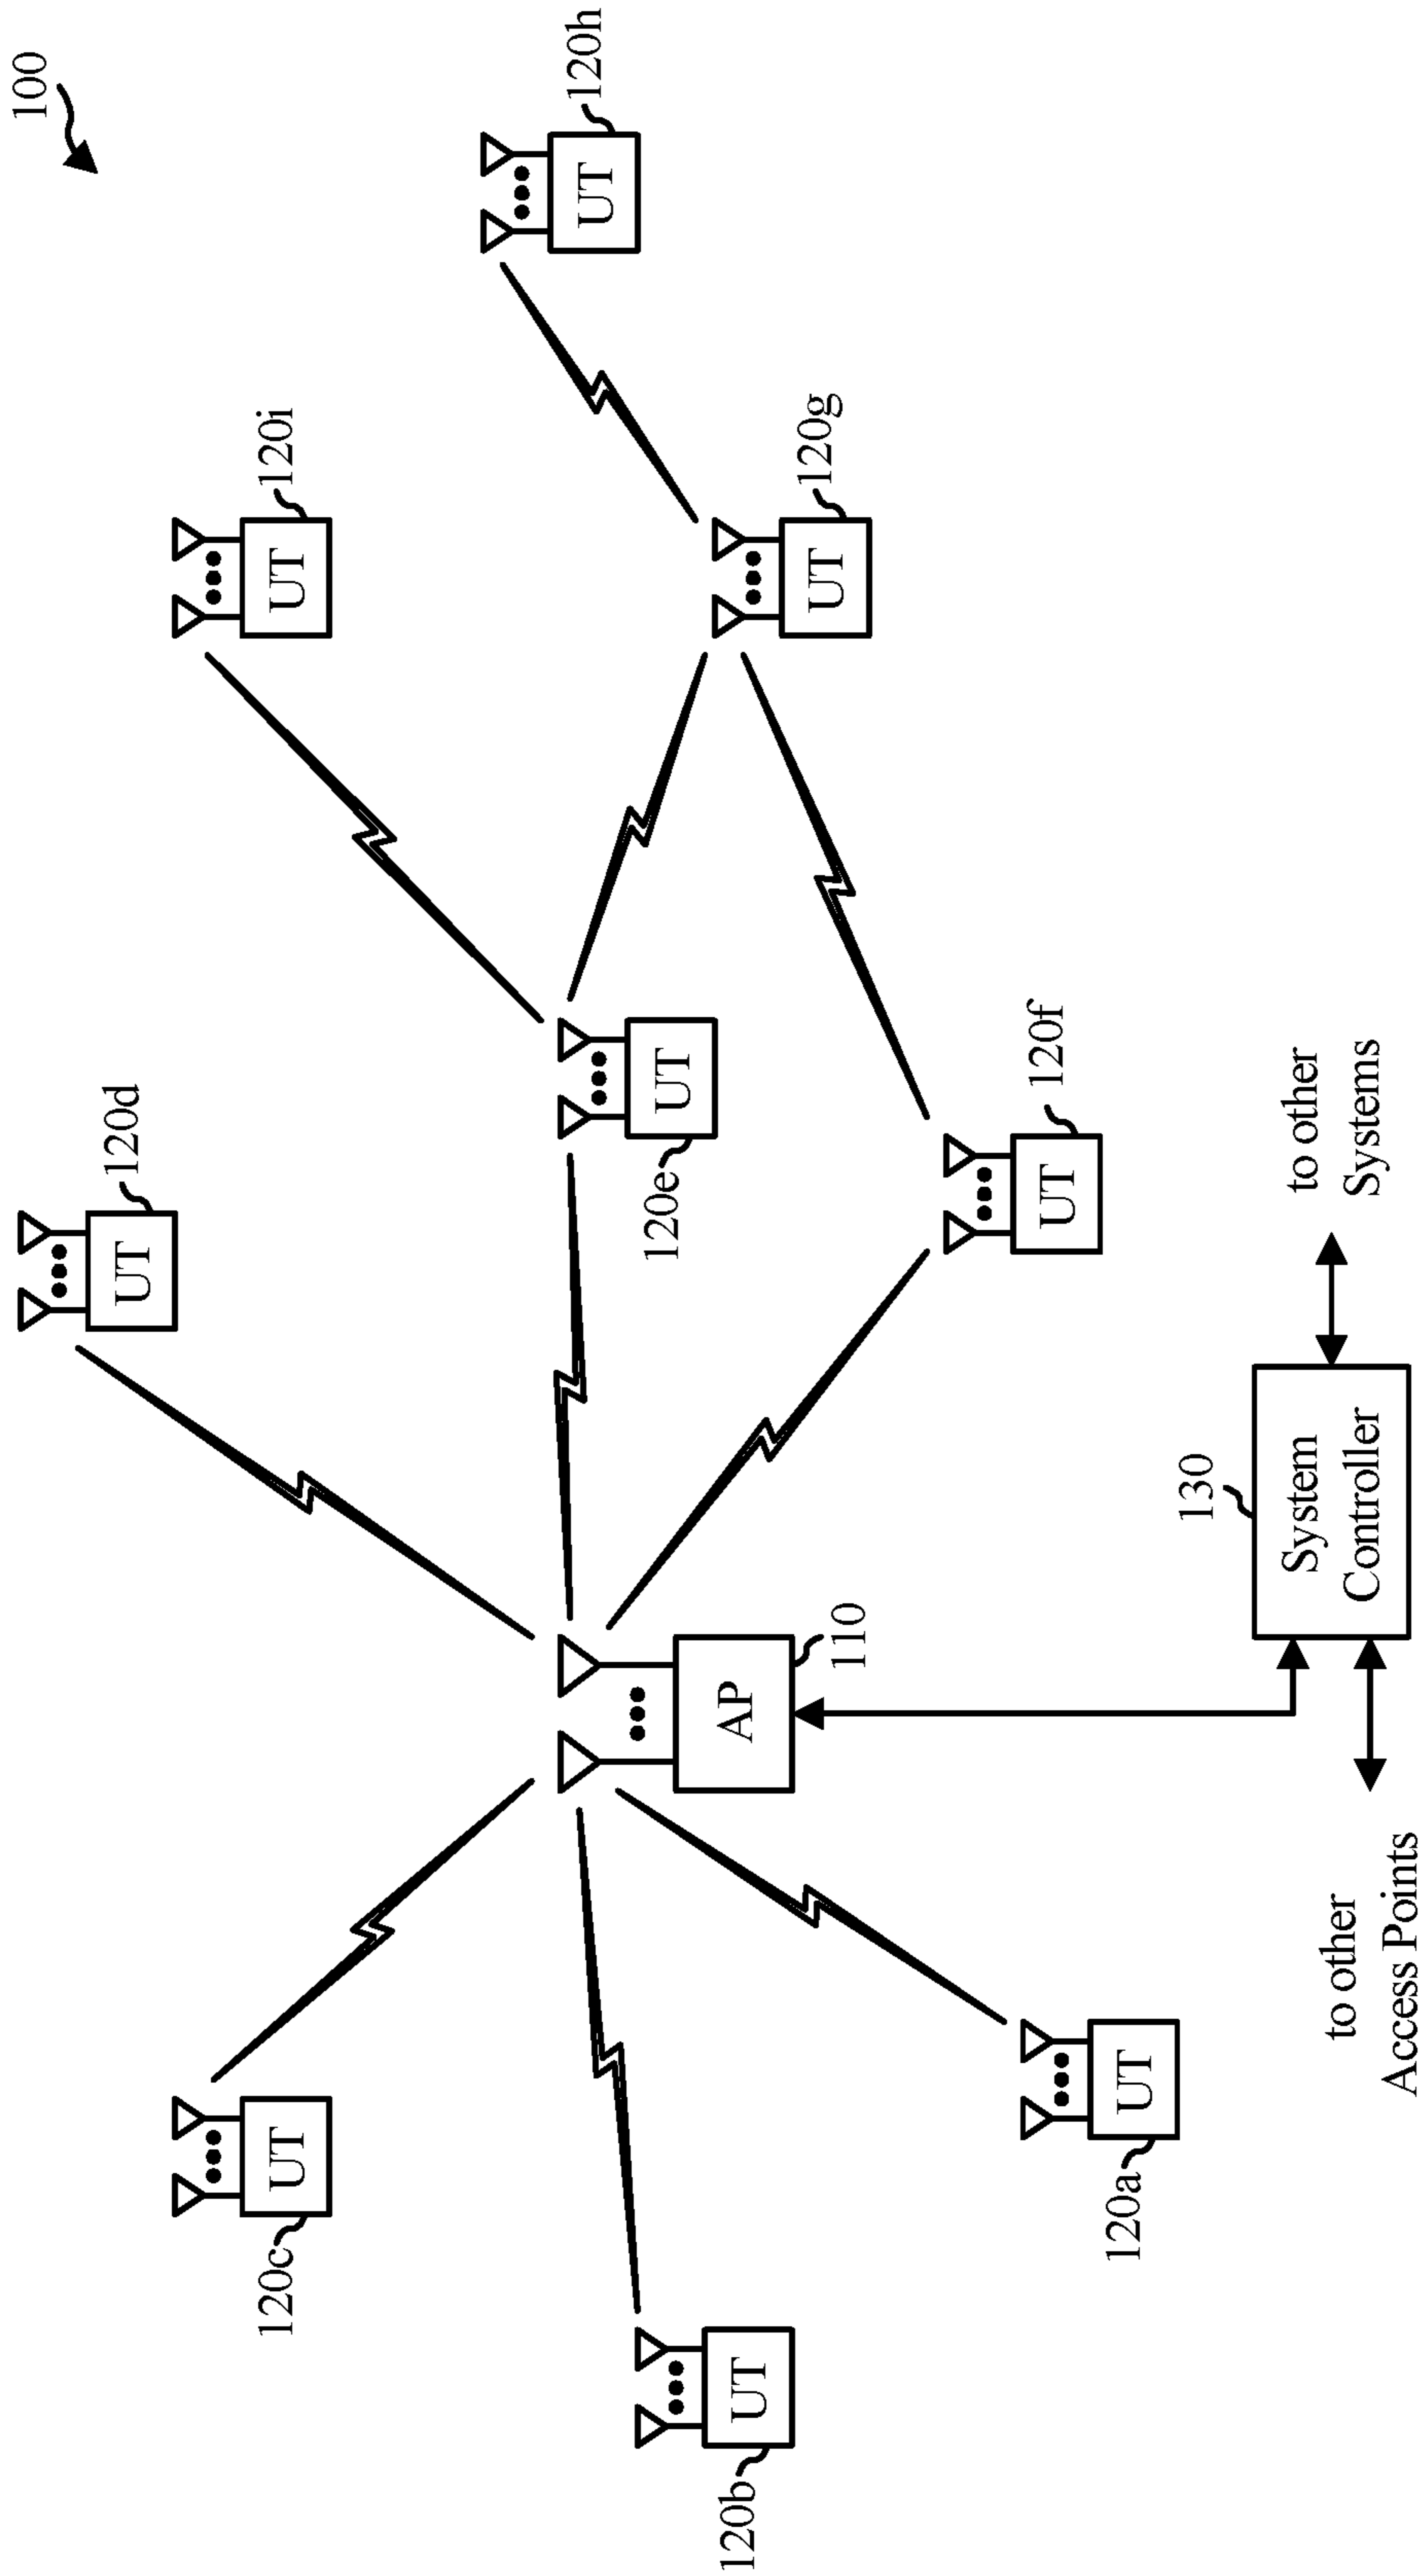 100
120d
UT
120c
UT
120i
UT
120h
UT
120b
UT
AP
110
120e
UT
120g
UT
120a
UT
120f
UT
130
System
Controller
to other
Access Points
to other
Systems